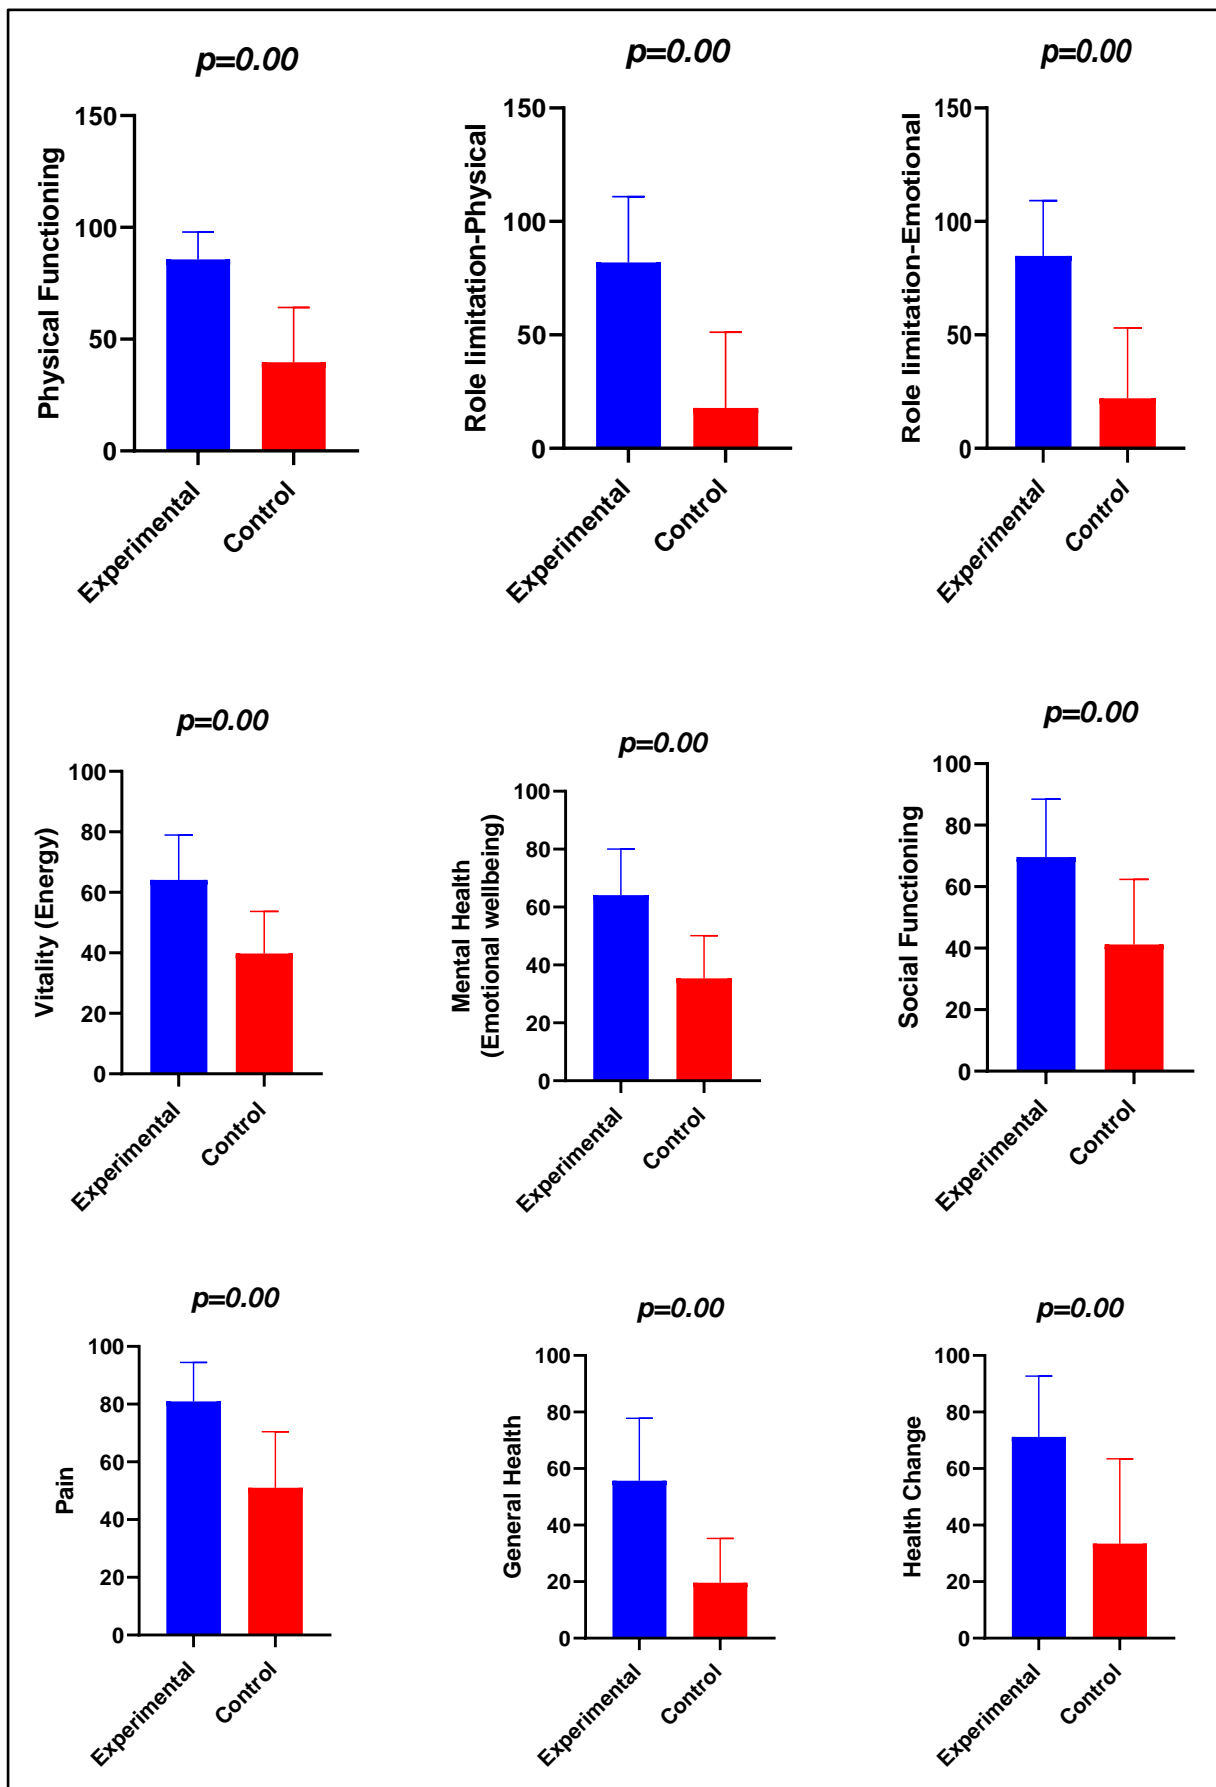 p=0.00
150
100
50
0
Physical Functioning
Experimental
Control
p=0.00
150
100
50
0
Role limitation-Physical
Experimental
Control
p=0.00
150
100
50
0
Role limitation-Emotional
Experimental
Control
p=0.00
100
80
60
40
20
0
Vitality (Energy)
Experimental
Control
p=0.00
100
80
60
40
20
0
Mental Health
(Emotional wellbeing)
Experimental
Control
p=0.00
100
80
60
40
20
0
Social Functioning
Experimental
Control
p=0.00
100
80
60
40
20
0
Pain
Experimental
Control
p=0.00
100
80
60
40
20
0
General Health
Experimental
Control
p=0.00
100
80
60
40
20
0
Health Change
Experimental
Control